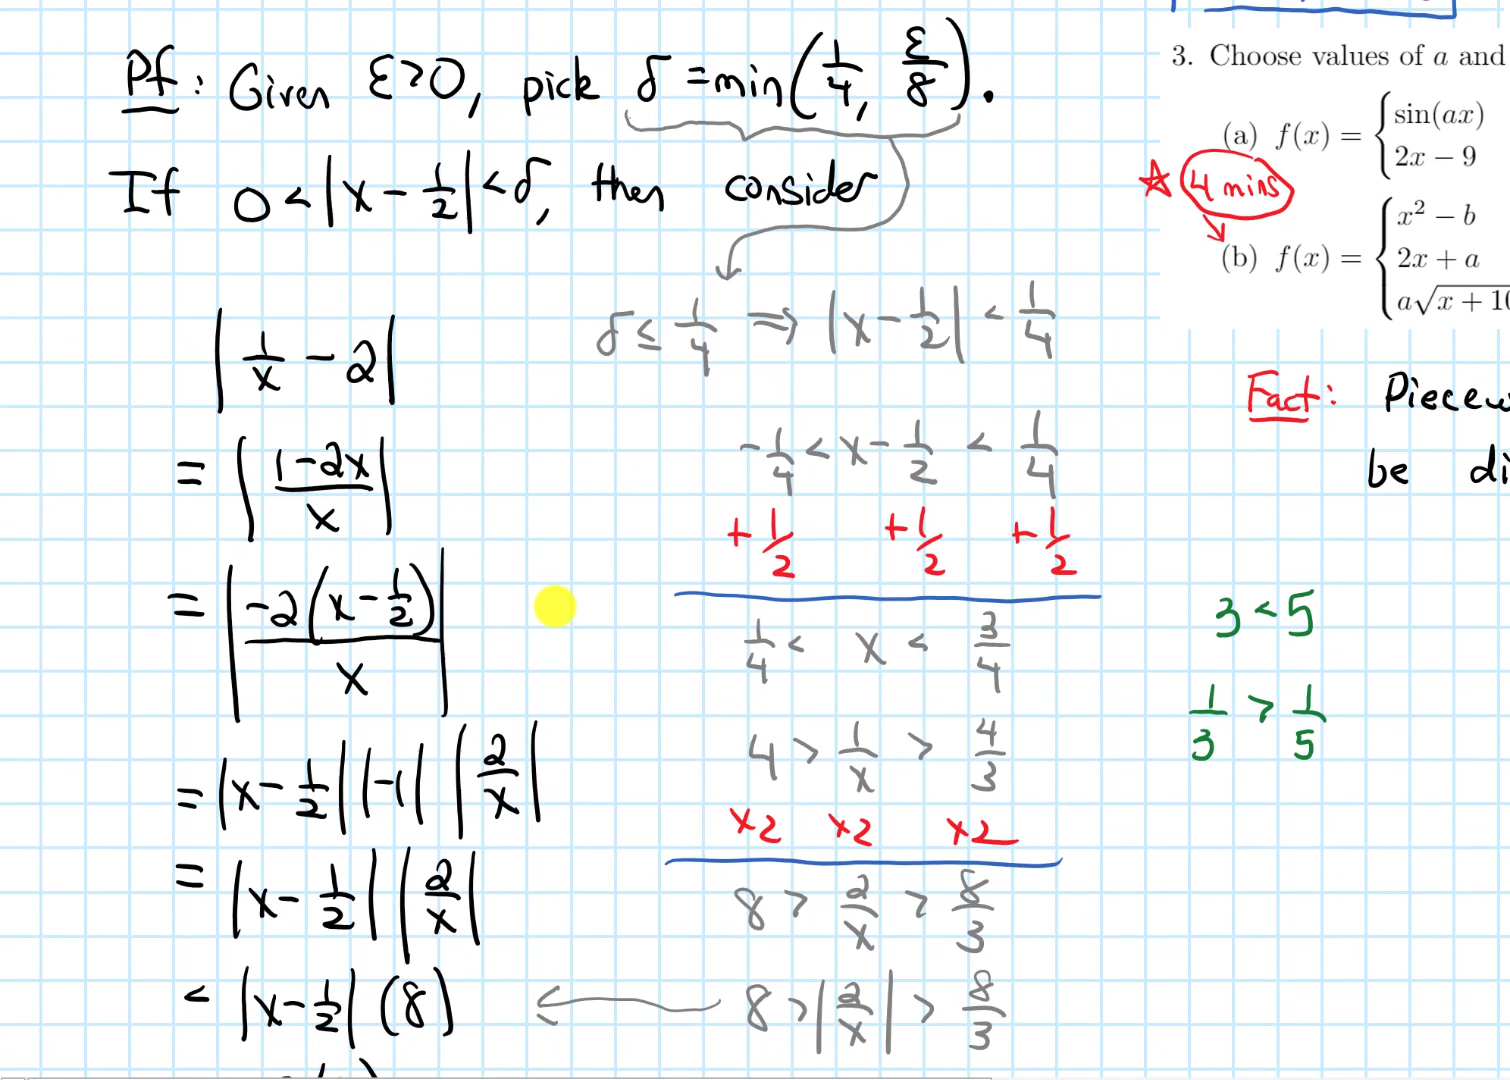 Pf: Given ε>0, pick δ = min(1/4, ε/8).
If 0 < |x - 1/2| < δ, then consider
|1/x - 2|
= |(1-2x)/x|
= |-2(x - 1/2)/x|
= |x - 1/2| |-1| |2/x|
= |x - 1/2| |2/x|
< |x - 1/2| (8)
δ ≤ 1/4 ⟹ |x - 1/2| < 1/4
-1/4 < x - 1/2 < 1/4
+1/2 +1/2 +1/2
1/4 < x < 3/4
4 > 1/x > 4/3
×2 ×2 ×2
8 > 2/x > 8/3
8 > |2/x| > 8/3
3. Choose values of a and
(a) f(x) = { sin(ax)
2x − 9
☆ 4 mins
(b) f(x) = { x² − b
2x + a
a√x + 10
Fact: Piecew
be di
3 < 5
1/3 > 1/5